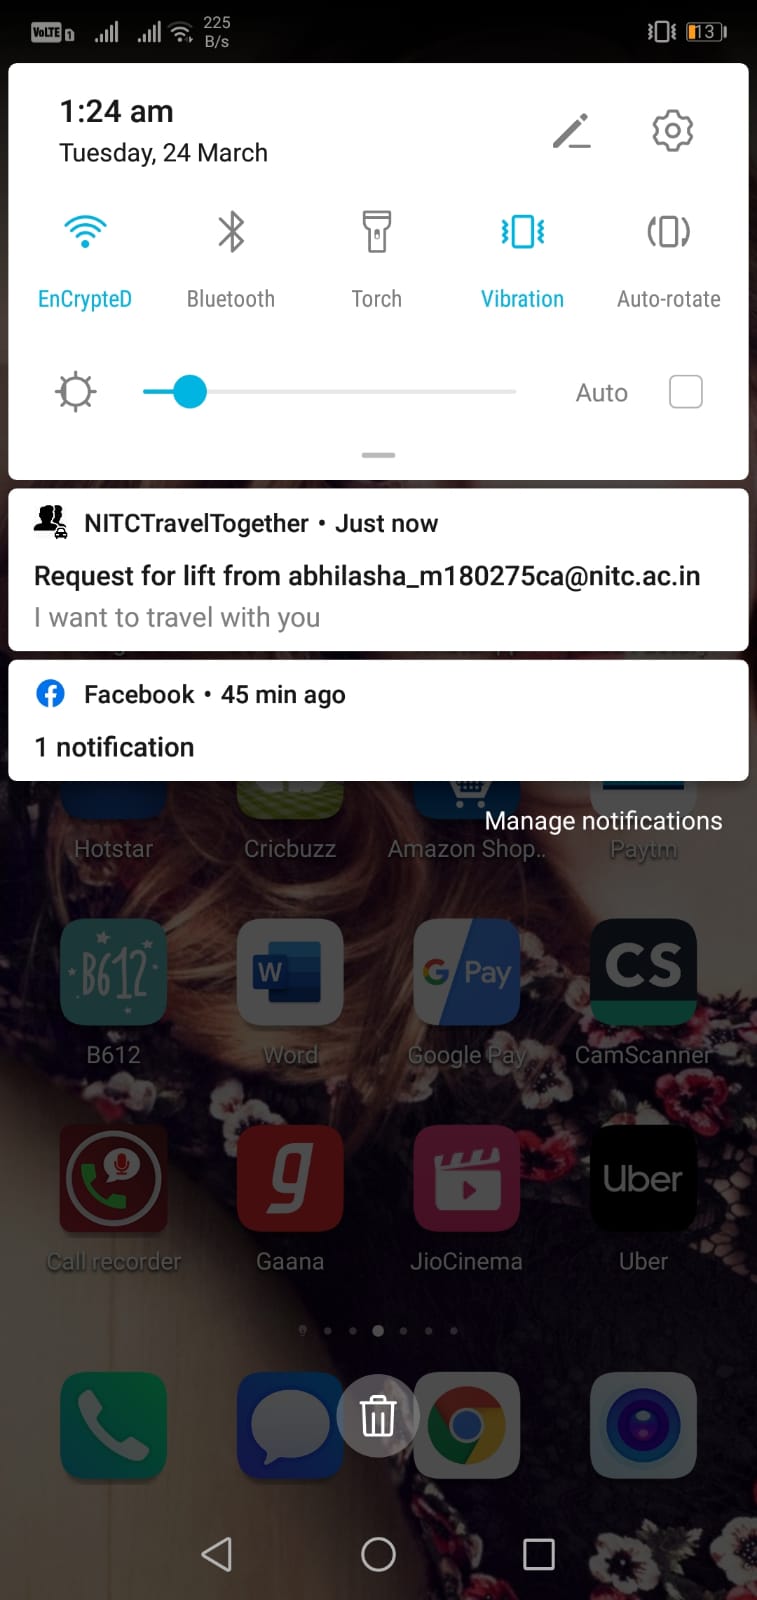 VoLTE 1 225
B/s
13
1:24 am
Tuesday, 24 March
EnCrypteD Bluetooth Torch Vibration Auto-rotate
Auto
NITCTravelTogether • Just now
Request for lift from abhilasha_m180275ca@nitc.ac.in
I want to travel with you
Facebook • 45 min ago
1 notification
Manage notifications
Hotstar Cricbuzz Amazon Shop.. Paytm
B612 W G Pay CS
B612 Word Google Pay CamScanner
g Uber
Call recorder Gaana JioCinema Uber